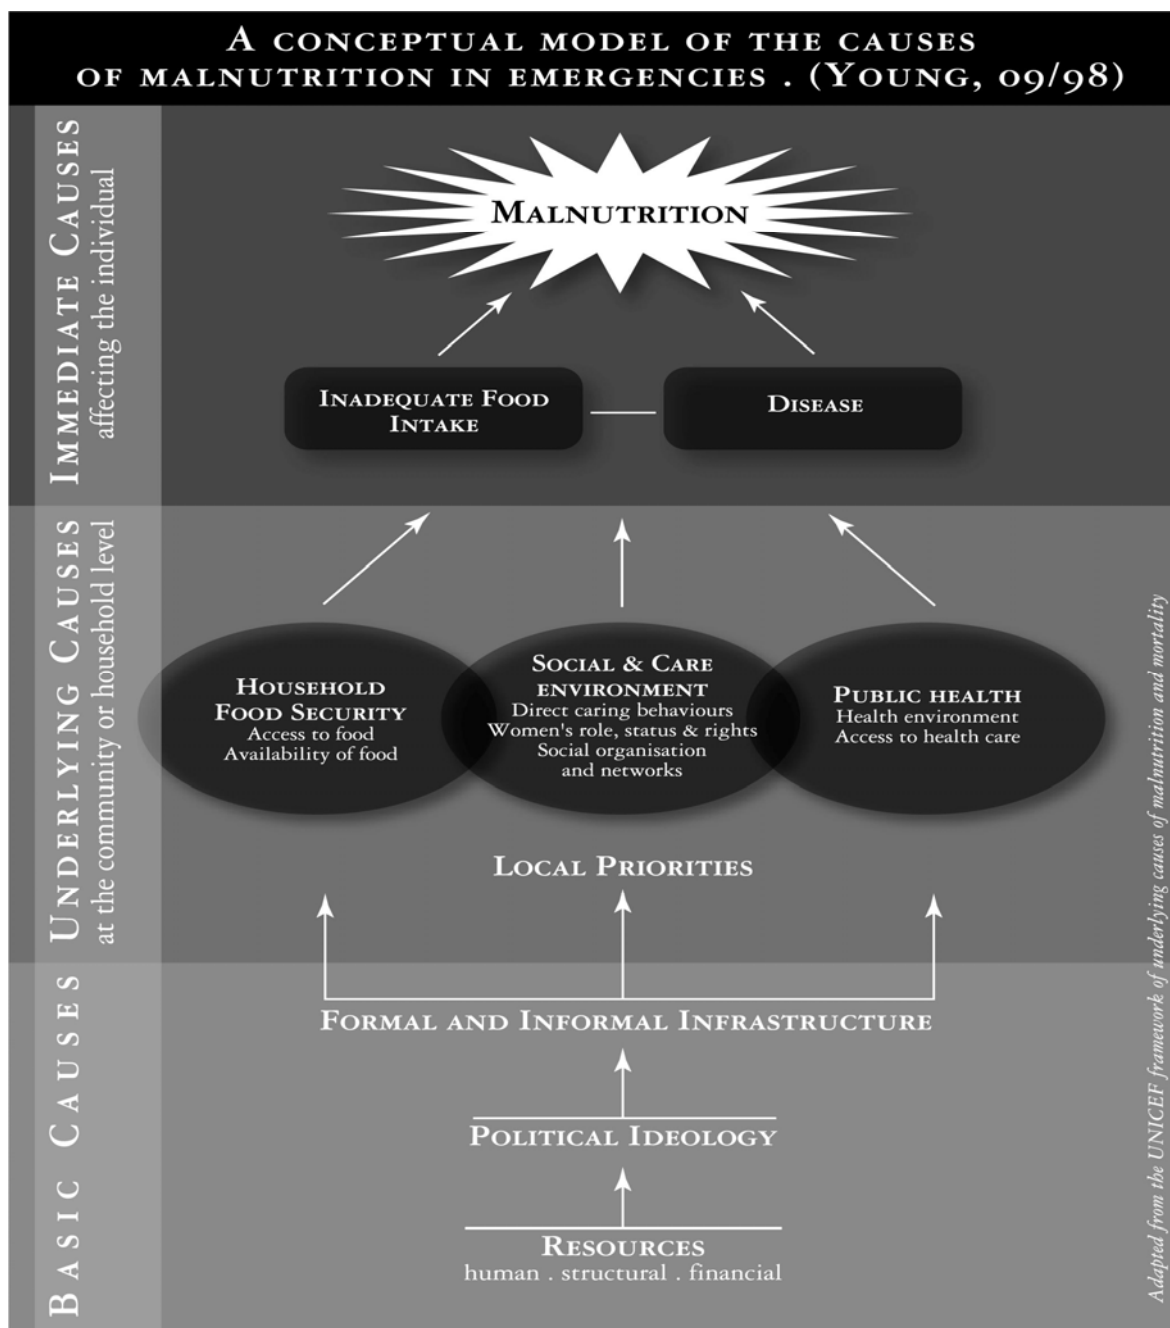 A CONCEPTUAL MODEL OF THE CAUSES
OF MALNUTRITION IN EMERGENCIES . (YOUNG, 09/98)
IMMEDIATE CAUSES
affecting the individual
MALNUTRITION
INADEQUATE FOOD
INTAKE
DISEASE
UNDERLYING CAUSES
at the community or household level
HOUSEHOLD
FOOD SECURITY
Access to food
Availability of food
SOCIAL & CARE
ENVIRONMENT
Direct caring behaviours
Women's role, status & rights
Social organisation
and networks
PUBLIC HEALTH
Health environment
Access to health care
LOCAL PRIORITIES
BASIC CAUSES
FORMAL AND INFORMAL INFRASTRUCTURE
POLITICAL IDEOLOGY
RESOURCES
human . structural . financial
Adapted from the UNICEF framework of underlying causes of malnutrition and mortality